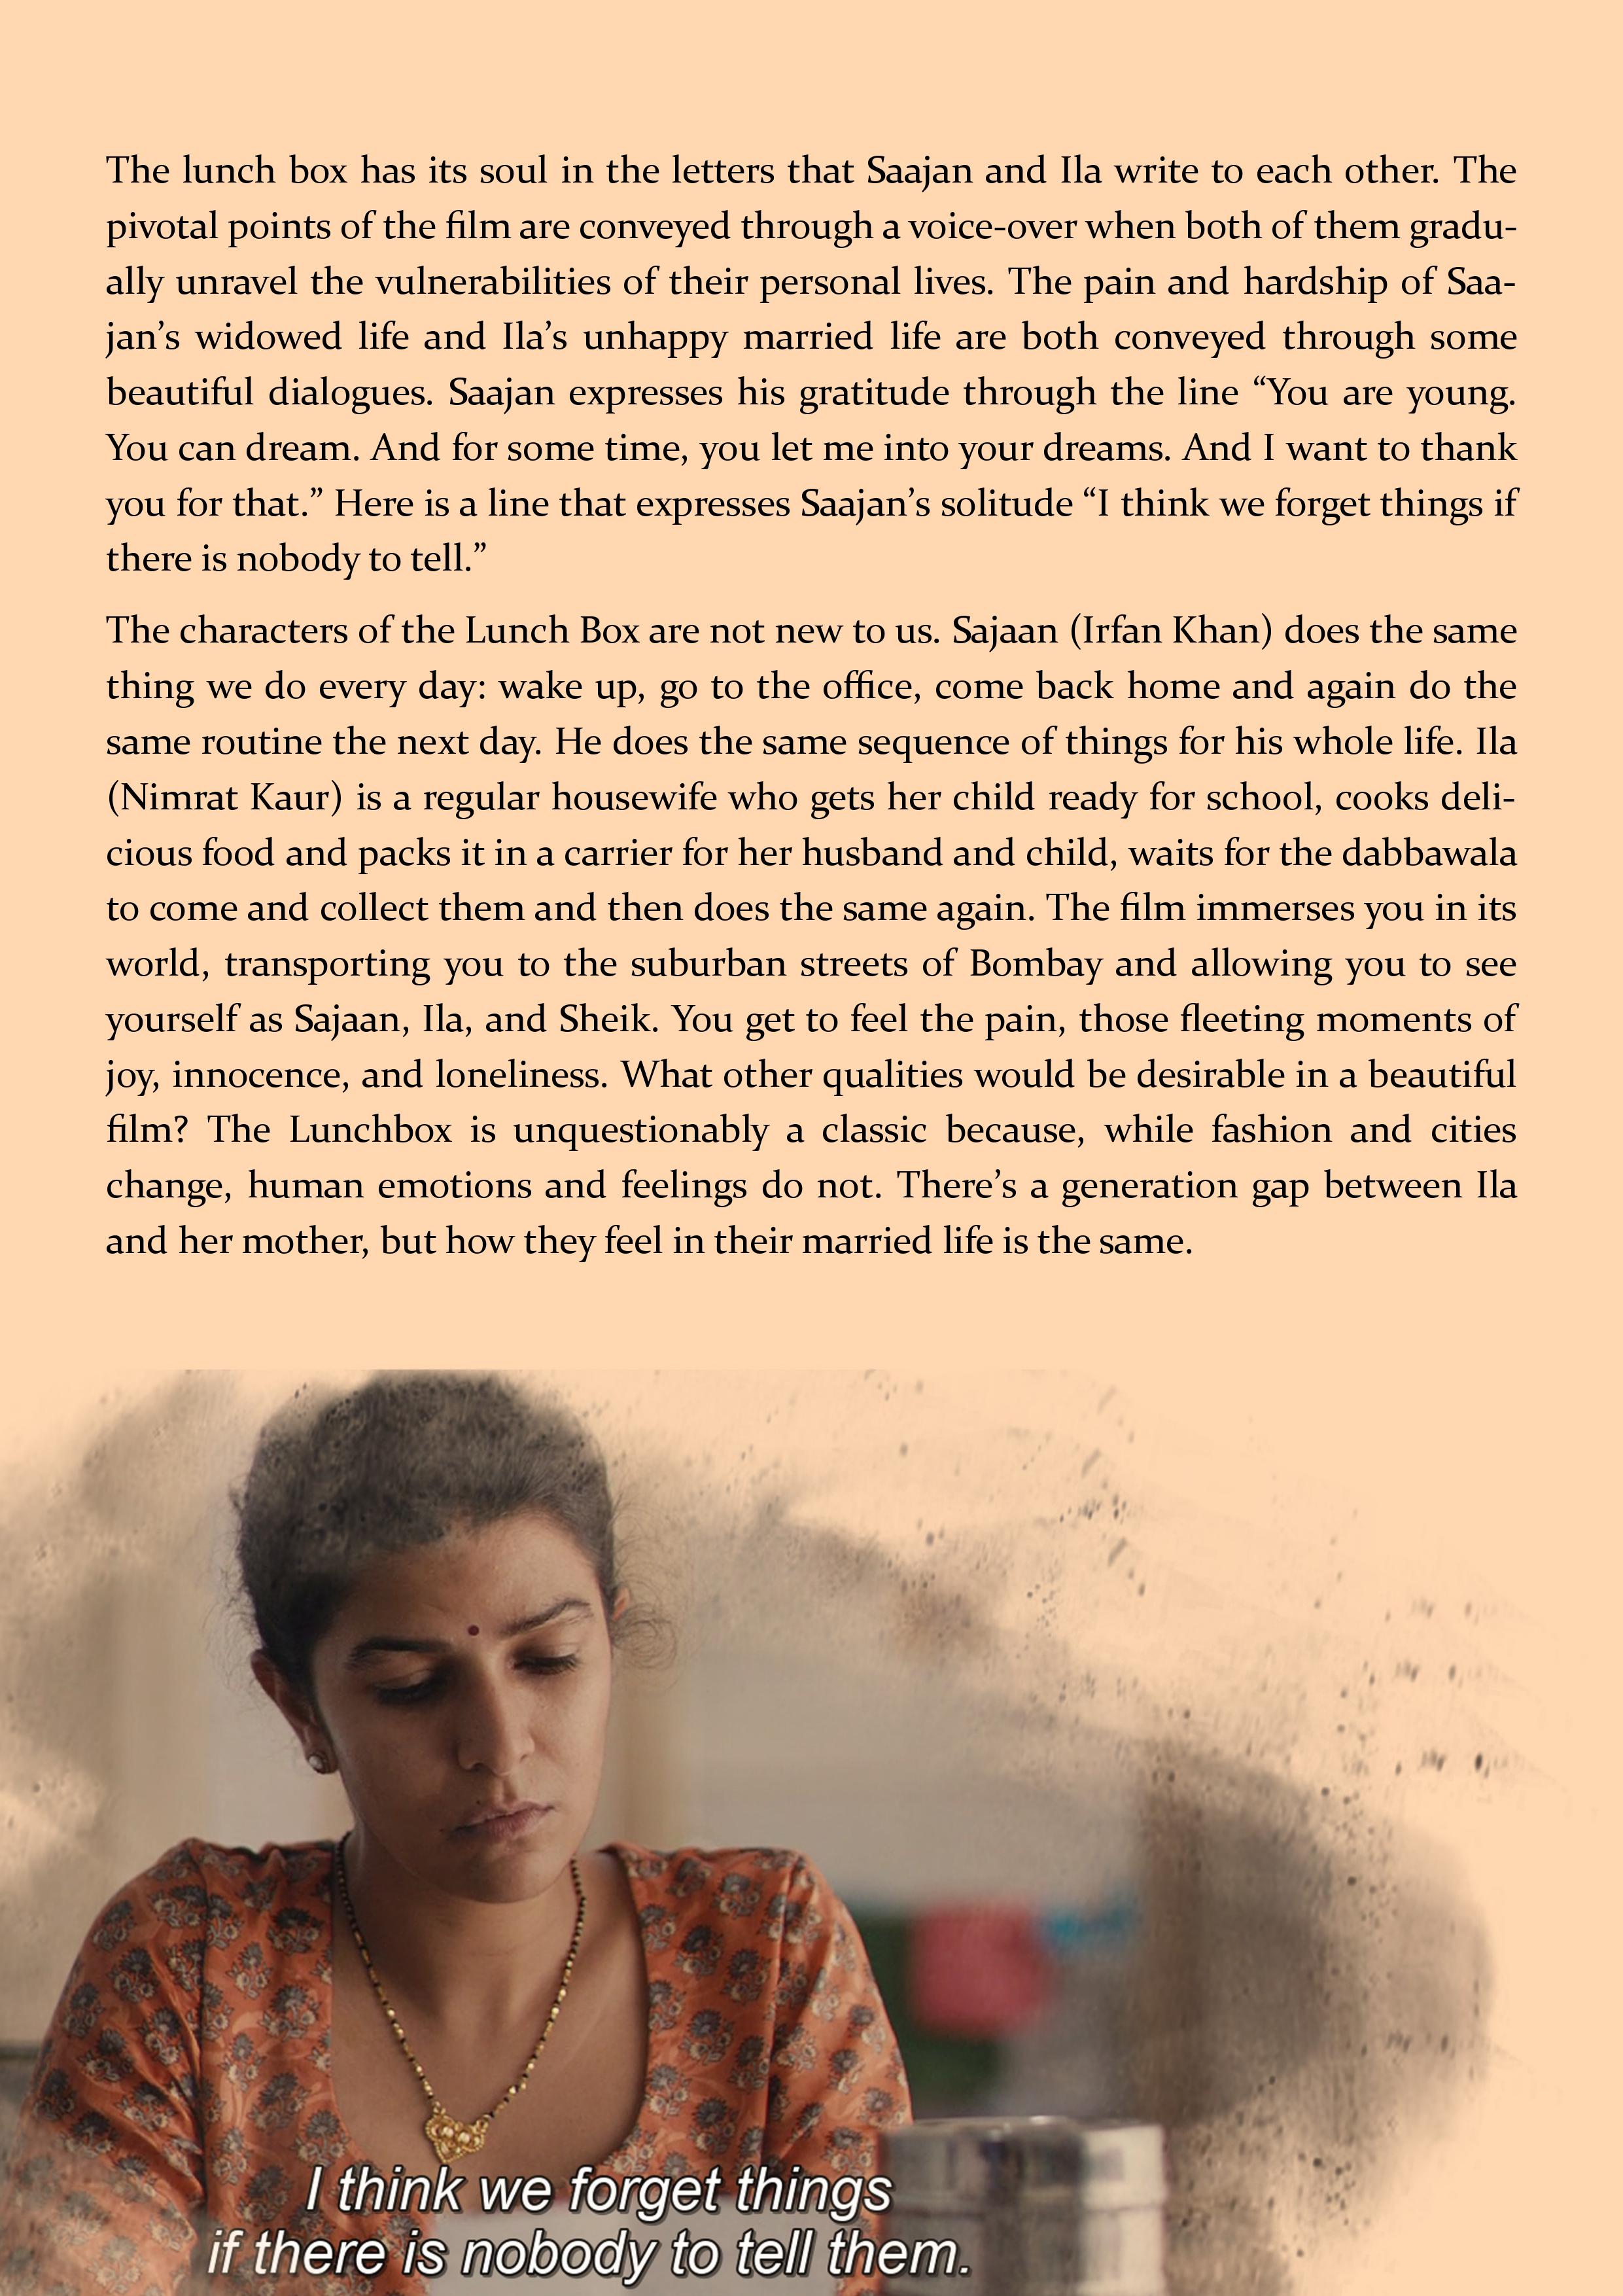 The lunch box has its soul in the letters that Saajan and Ila write to each other. The
pivotal points of the film are conveyed through a voice-over when both of them gradu-
ally unravel the vulnerabilities of their personal lives. The pain and hardship of Saa-
jan’s widowed life and Ila’s unhappy married life are both conveyed through some
beautiful dialogues. Saajan expresses his gratitude through the line “You are young.
You can dream. And for some time, you let me into your dreams. And I want to thank
you for that.” Here is a line that expresses Saajan’s solitude “I think we forget things if
there is nobody to tell.”
The characters of the Lunch Box are not new to us. Sajaan (Irfan Khan) does the same
thing we do every day: wake up, go to the office, come back home and again do the
same routine the next day. He does the same sequence of things for his whole life. Ila
(Nimrat Kaur) is a regular housewife who gets her child ready for school, cooks deli-
cious food and packs it in a carrier for her husband and child, waits for the dabbawala
to come and collect them and then does the same again. The film immerses you in its
world, transporting you to the suburban streets of Bombay and allowing you to see
yourself as Sajaan, Ila, and Sheik. You get to feel the pain, those fleeting moments of
joy, innocence, and loneliness. What other qualities would be desirable in a beautiful
film? The Lunchbox is unquestionably a classic because, while fashion and cities
change, human emotions and feelings do not. There’s a generation gap between Ila
and her mother, but how they feel in their married life is the same.
I think we forget things
if there is nobody to tell them.